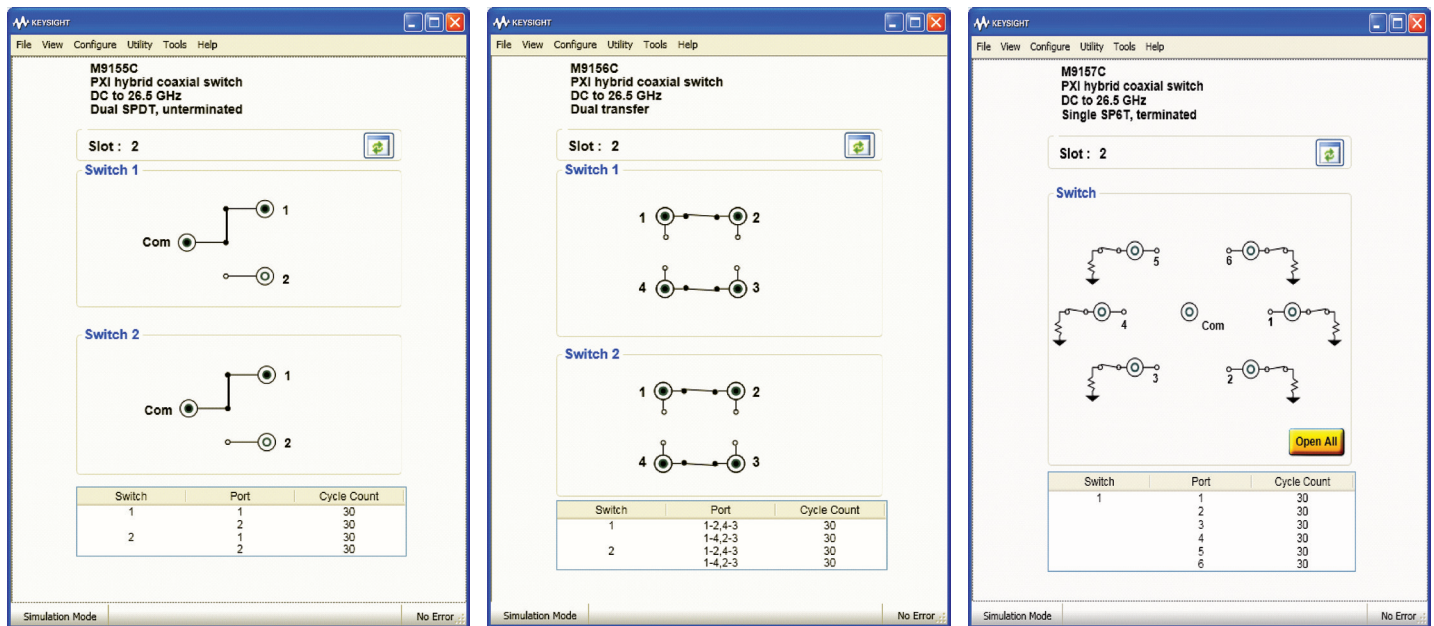 KEYSIGHT
File View Configure Utility Tools Help
M9155C
PXI hybrid coaxial switch
DC to 26.5 GHz
Dual SPDT, unterminated
Slot : 2
Switch 1
1
Com
2
Switch 2
1
Com
2
Switch Port Cycle Count
1 1 30
2 30
2 1 30
2 30
Simulation Mode No Error
KEYSIGHT
File View Configure Utility Tools Help
M9156C
PXI hybrid coaxial switch
DC to 26.5 GHz
Dual transfer
Slot : 2
Switch 1
1 2
4 3
Switch 2
1 2
4 3
Switch Port Cycle Count
1 1-2,4-3 30
1-4,2-3 30
2 1-2,4-3 30
1-4,2-3 30
Simulation Mode No Error
KEYSIGHT
File View Configure Utility Tools Help
M9157C
PXI hybrid coaxial switch
DC to 26.5 GHz
Single SP6T, terminated
Slot : 2
Switch
5 6
4 Com 1
3 2
Open All
Switch Port Cycle Count
1 1 30
2 30
3 30
4 30
5 30
6 30
Simulation Mode No Error